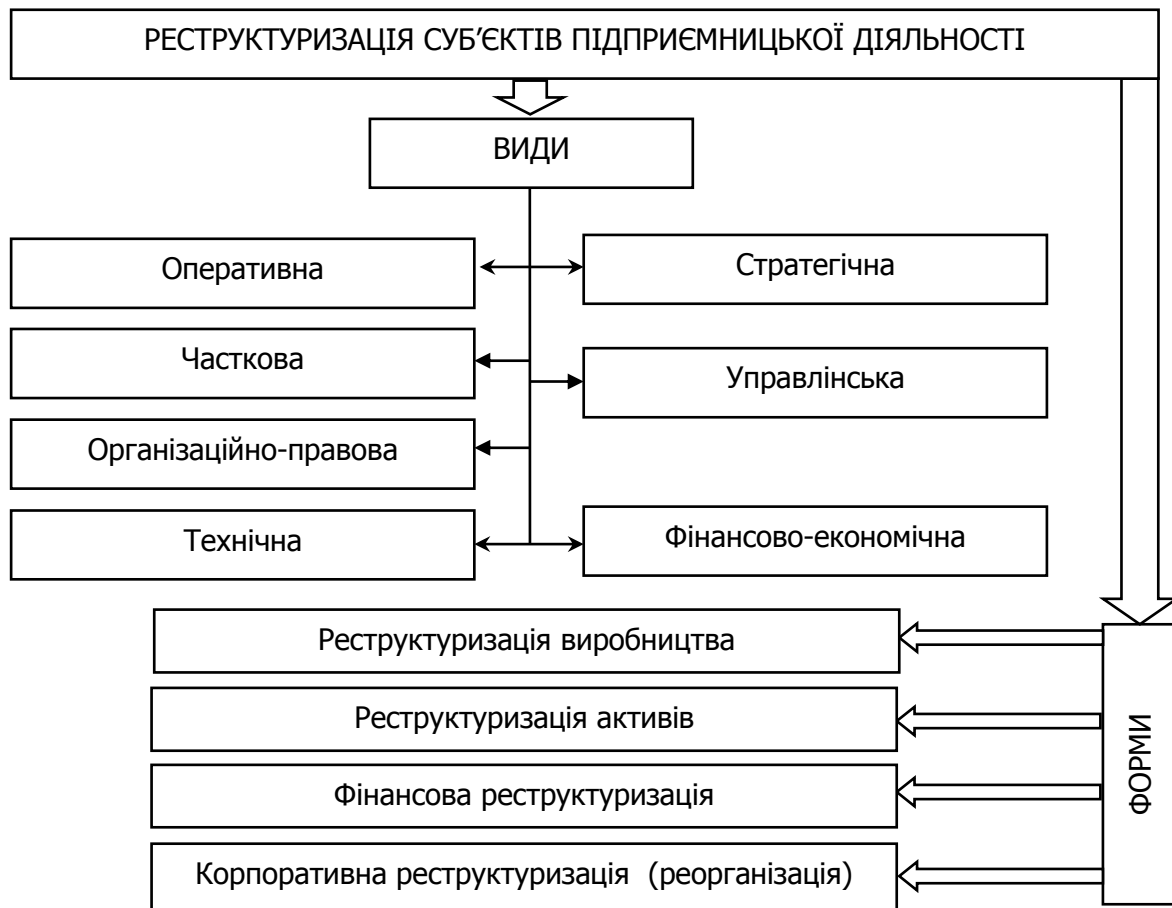 РЕСТРУКТУРИЗАЦІЯ СУБ’ЄКТІВ ПІДПРИЄМНИЦЬКОЇ ДІЯЛЬНОСТІ
ВИДИ
Оперативна
Стратегічна
Часткова
Управлінська
Організаційно-правова
Технічна
Фінансово-економічна
Реструктуризація виробництва
Реструктуризація активів
Фінансова реструктуризація
Корпоративна реструктуризація (реорганізація)
ФОРМИ